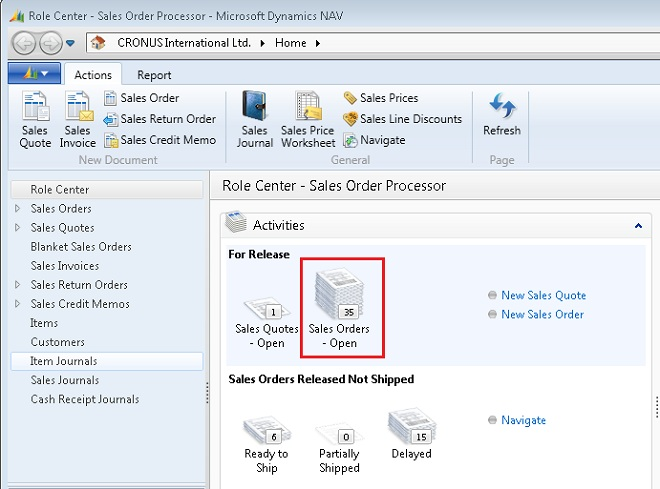 Role Center - Sales Order Processor - Microsoft Dynamics NAV
CRONUS International Ltd. Home
Actions Report
Sales Quote
Sales Invoice
Sales Order
Sales Return Order
Sales Credit Memo
New Document
Sales Journal
Sales Price Worksheet
Sales Prices
Sales Line Discounts
Navigate
General
Refresh
Page
Role Center
Sales Orders
Sales Quotes
Blanket Sales Orders
Sales Invoices
Sales Return Orders
Sales Credit Memos
Items
Customers
Item Journals
Sales Journals
Cash Receipt Journals
Role Center - Sales Order Processor
Activities
For Release
1
Sales Quotes
- Open
35
Sales Orders
- Open
New Sales Quote
New Sales Order
Sales Orders Released Not Shipped
6
Ready to
Ship
0
Partially
Shipped
15
Delayed
Navigate